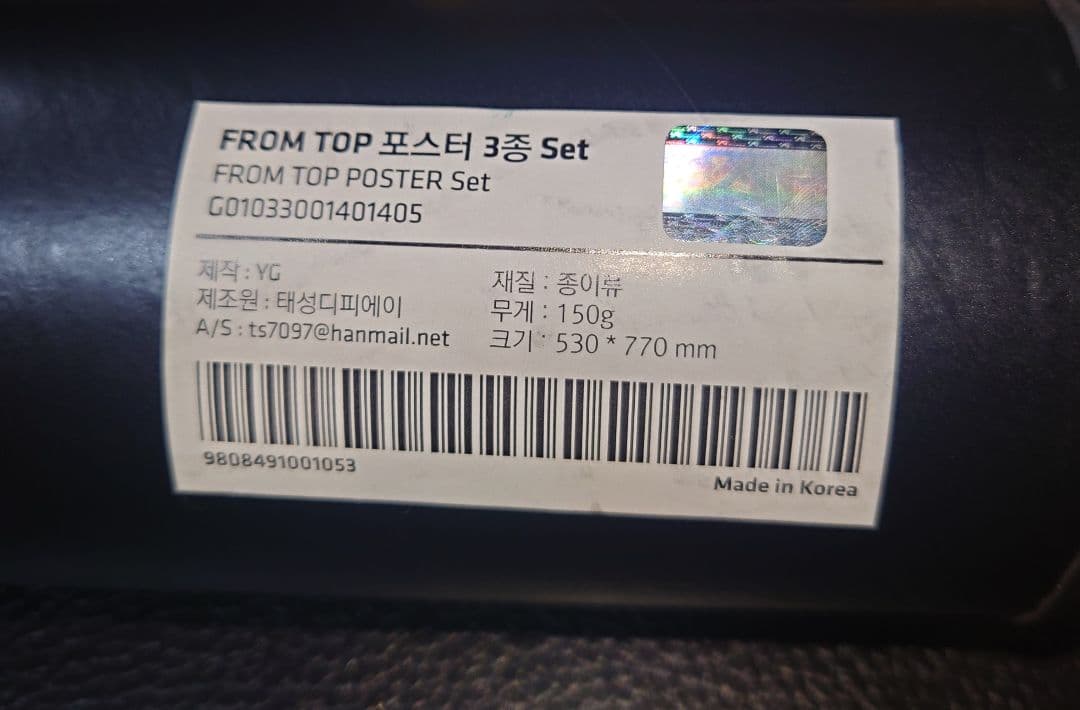 FROM TOP 포스터 3종 Set
FROM TOP POSTER Set
G01033001401405
제작 : YG
제조원 : 태성디피에이
A/S : ts7097@hanmail.net
재질 : 종이류
무게 : 150g
크기 : 530 * 770 mm
9808491001053
Made in Korea